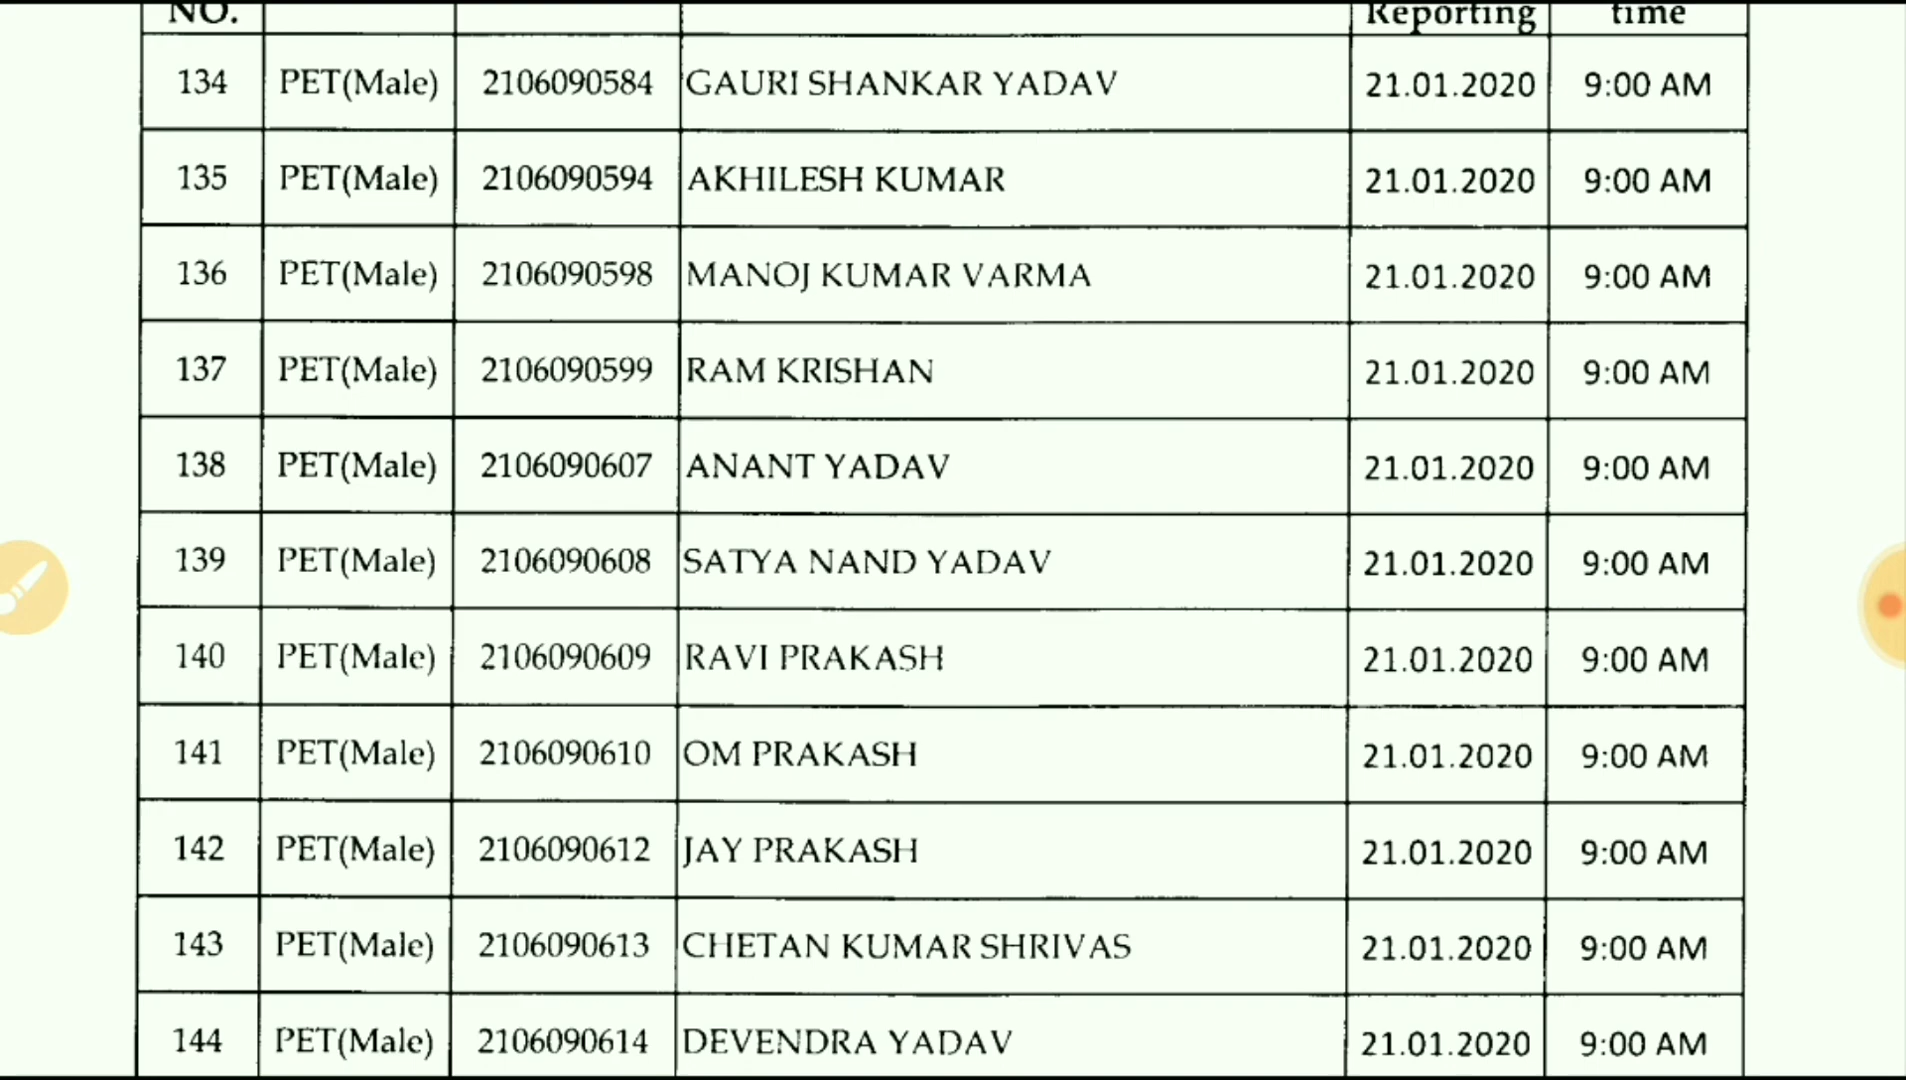 NO. Reporting time
134 PET(Male) 2106090584 GAURI SHANKAR YADAV 21.01.2020 9:00 AM
135 PET(Male) 2106090594 AKHILESH KUMAR 21.01.2020 9:00 AM
136 PET(Male) 2106090598 MANOJ KUMAR VARMA 21.01.2020 9:00 AM
137 PET(Male) 2106090599 RAM KRISHAN 21.01.2020 9:00 AM
138 PET(Male) 2106090607 ANANT YADAV 21.01.2020 9:00 AM
139 PET(Male) 2106090608 SATYA NAND YADAV 21.01.2020 9:00 AM
140 PET(Male) 2106090609 RAVI PRAKASH 21.01.2020 9:00 AM
141 PET(Male) 2106090610 OM PRAKASH 21.01.2020 9:00 AM
142 PET(Male) 2106090612 JAY PRAKASH 21.01.2020 9:00 AM
143 PET(Male) 2106090613 CHETAN KUMAR SHRIVAS 21.01.2020 9:00 AM
144 PET(Male) 2106090614 DEVENDRA YADAV 21.01.2020 9:00 AM